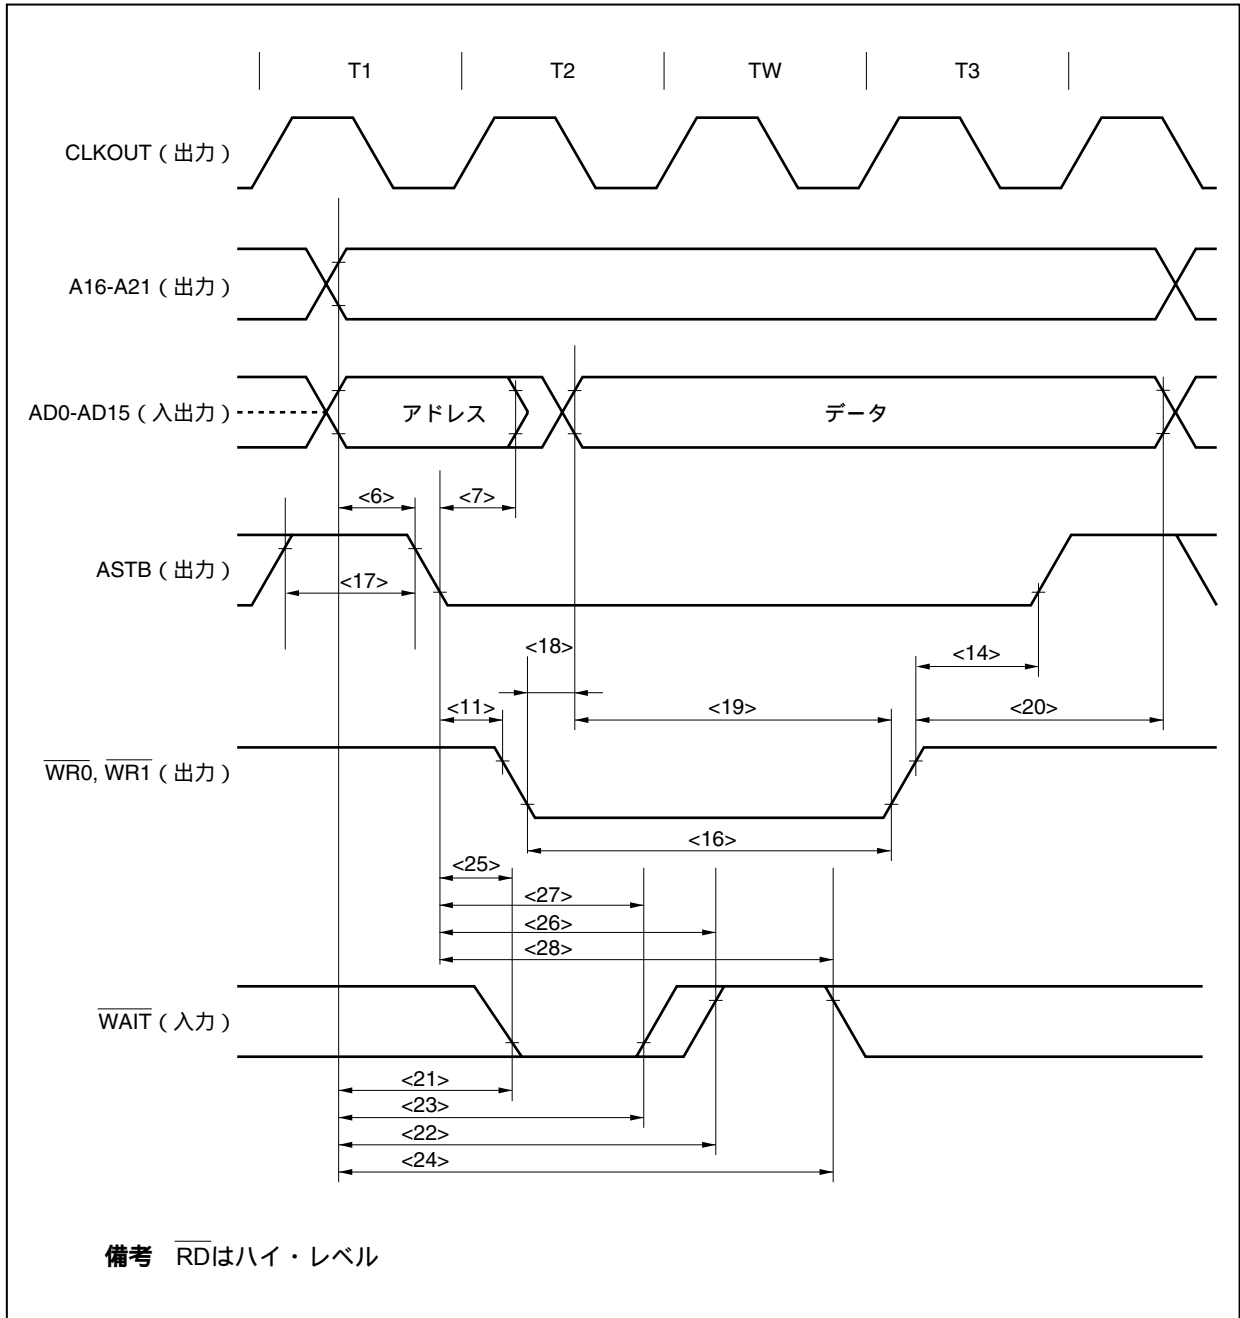 T1 T2 TW T3
CLKOUT（出力）
A16-A21（出力）
AD0-AD15（入出力）
アドレス
データ
<6>
<7>
ASTB（出力）
<17>
<18>
<14>
<11>
<19>
<20>
WR0, WR1（出力）
<16>
<25>
<27>
<26>
<28>
WAIT（入力）
<21>
<23>
<22>
<24>
備考 RDはハイ・レベル